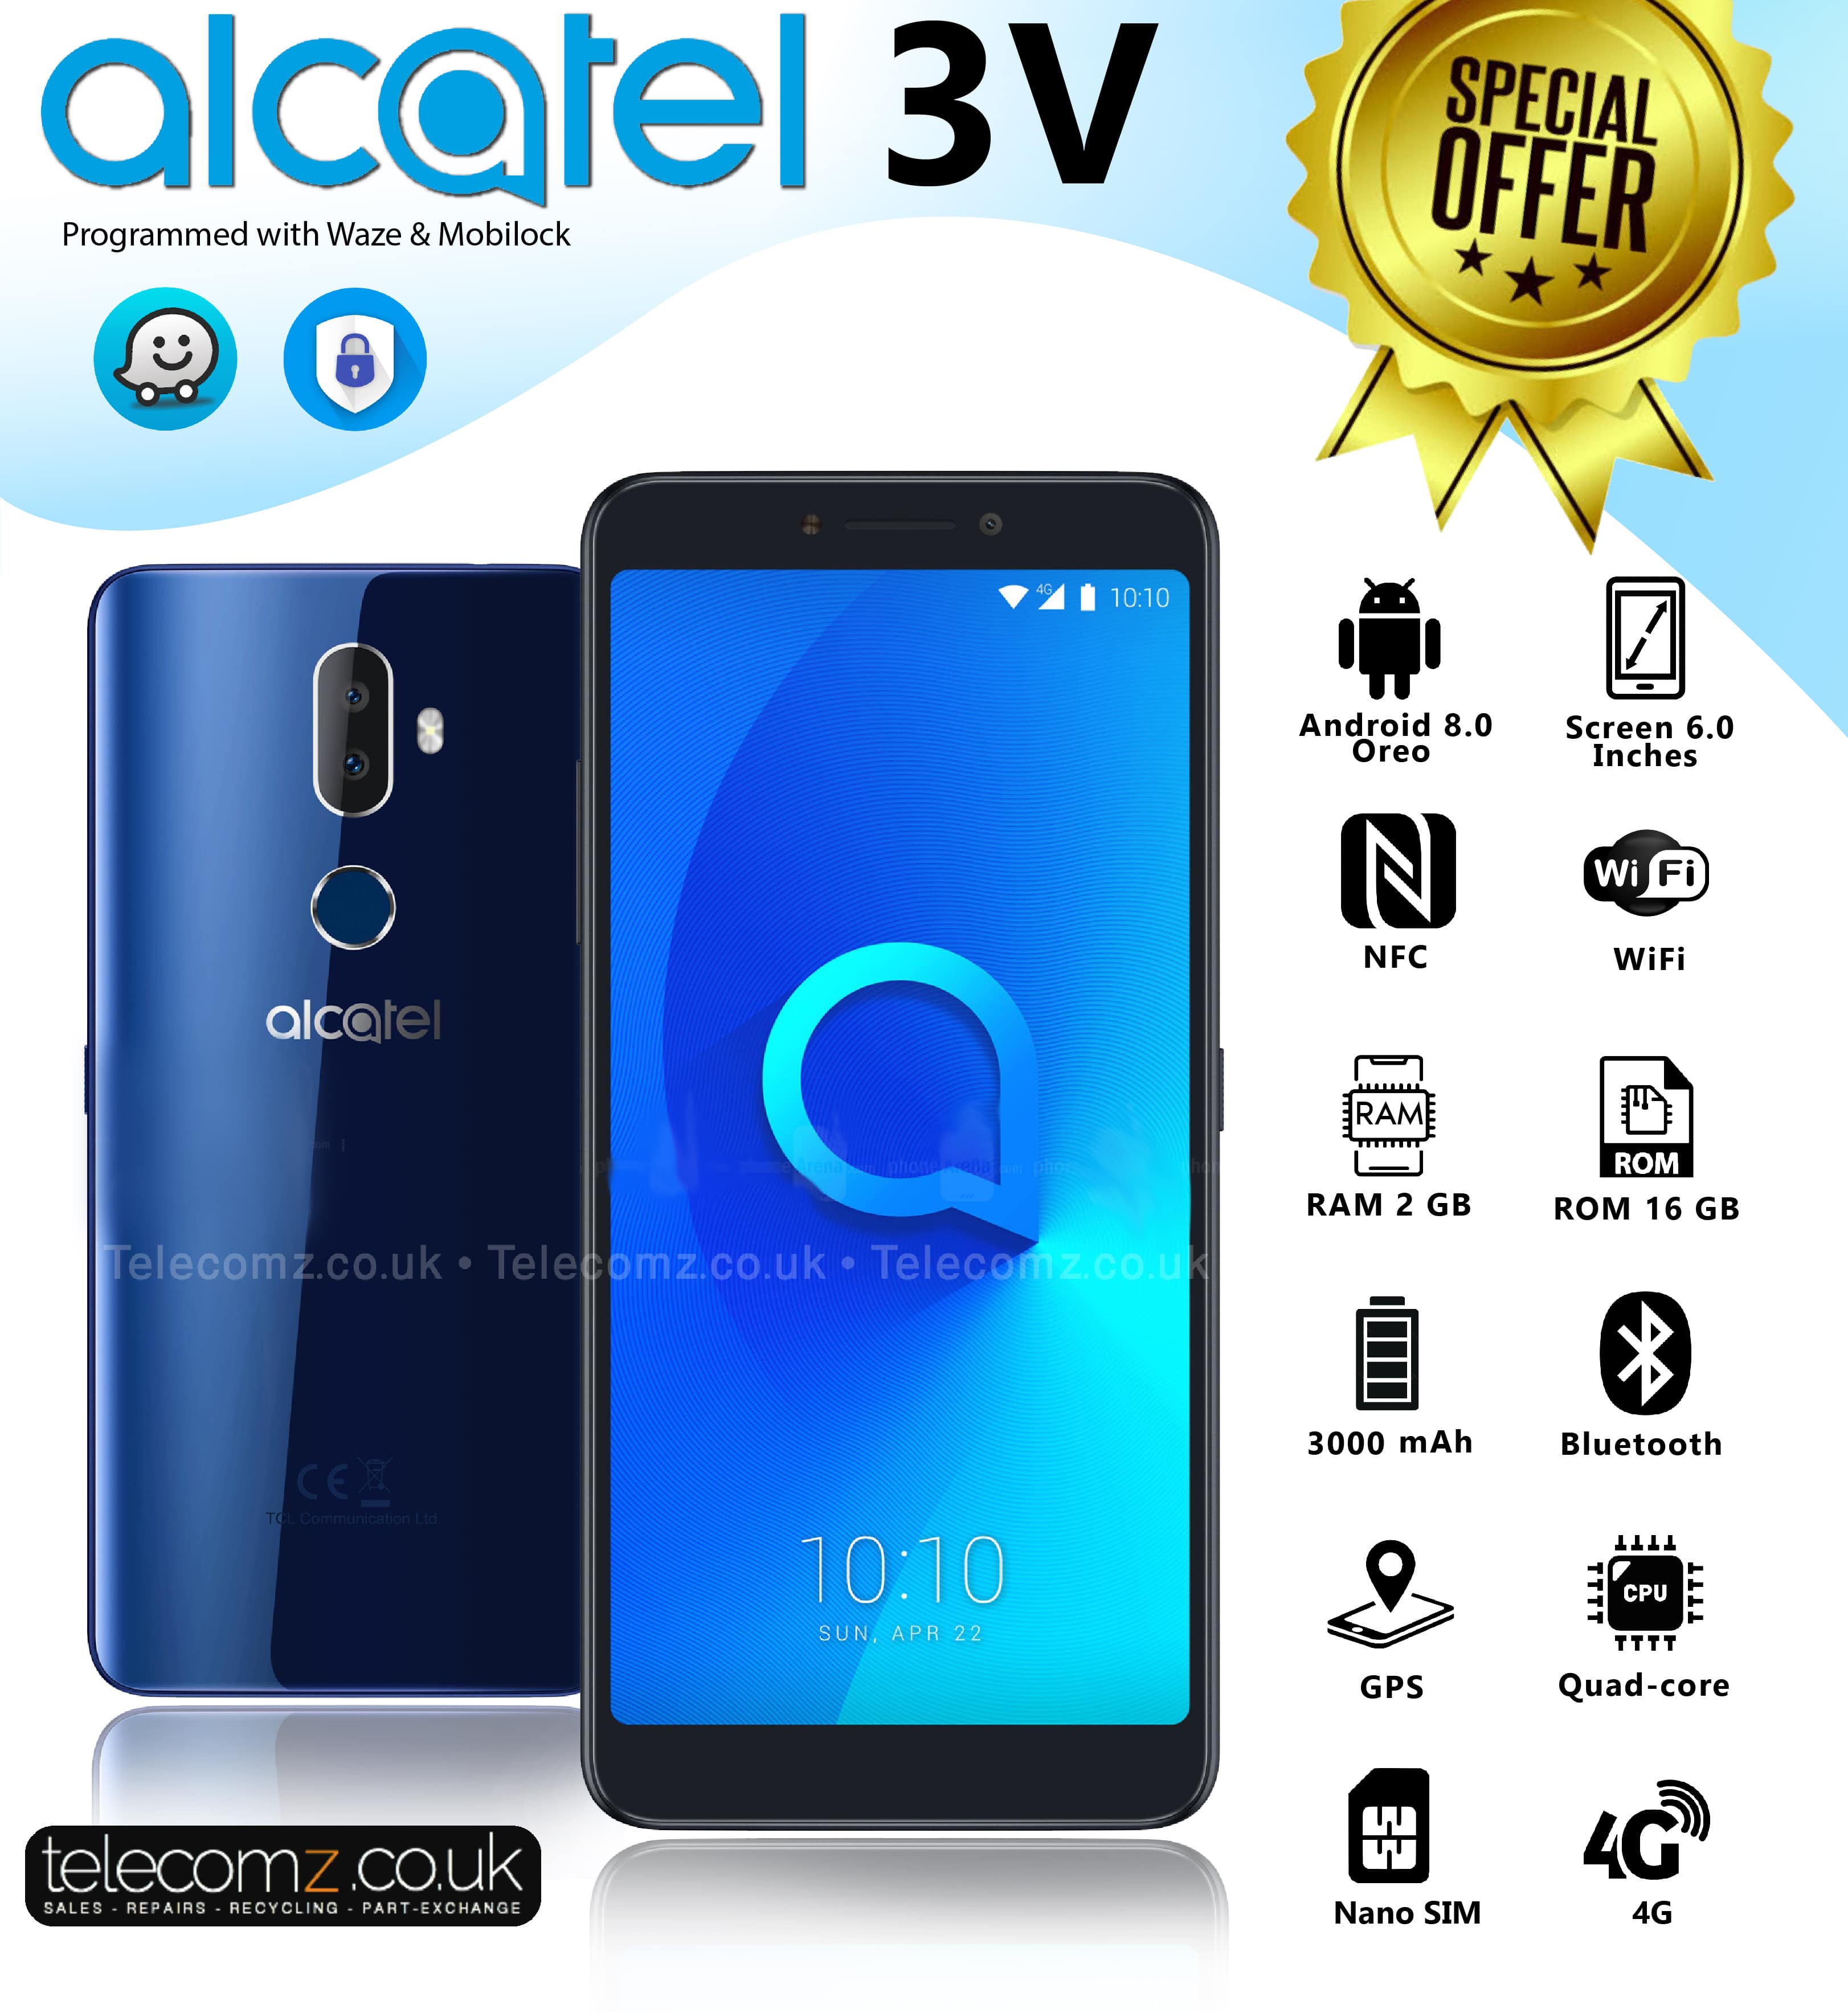 alcatel 3V
Programmed with Waze & Mobilock
SPECIAL
OFFER
4G 10:10
alcatel
Telecomz.co.uk • Telecomz.co.uk • Telecomz.co.uk
CE
TCL Communication Ltd
10:10
SUN, APR 22
Android 8.0
Oreo
Screen 6.0
Inches
NFC
WiFi
WiFi
RAM
RAM 2 GB
ROM
ROM 16 GB
3000 mAh
Bluetooth
GPS
CPU
Quad-core
Nano SIM
4G
4G
telecomz.co.uk
SALES - REPAIRS - RECYCLING - PART-EXCHANGE